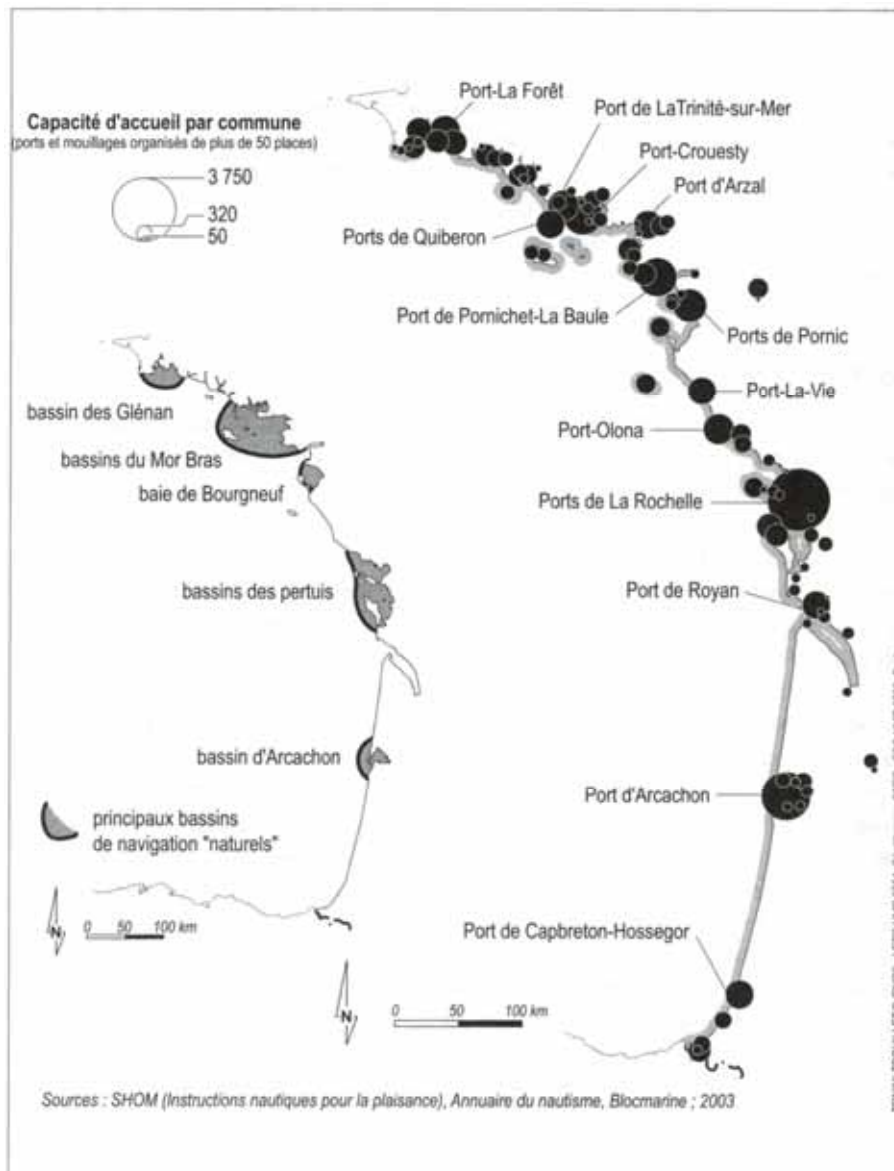 Capacité d'accueil par commune
(ports et mouillages organisés de plus de 50 places)
3 750
320
50
Port-La Forêt
Port de LaTrinité-sur-Mer
Port-Crouesty
Port d'Arzal
Ports de Quiberon
Port de Pornichet-La Baule
Ports de Pornic
Port-La-Vie
Port-Olona
Ports de La Rochelle
Port de Royan
Port d'Arcachon
Port de Capbreton-Hossegor
bassin des Glénan
bassins du Mor Bras
baie de Bourgneuf
bassins des pertuis
bassin d'Arcachon
principaux bassins
de navigation "naturels"
N
0 50 100 km
N
0 50 100 km
Sources : SHOM (Instructions nautiques pour la plaisance), Annuaire du nautisme, Blocmarine ; 2003